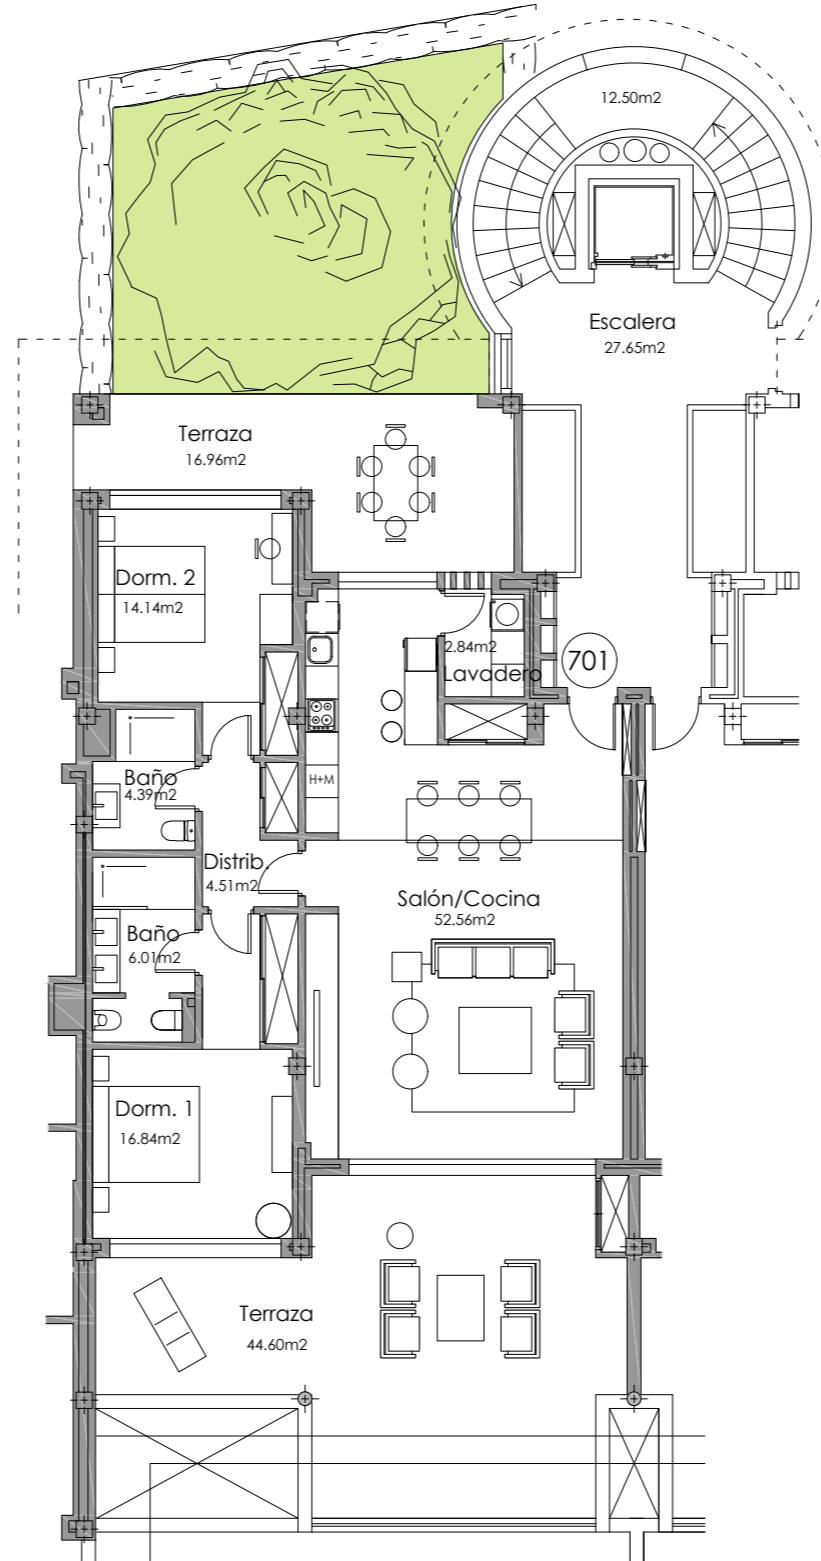 12.50m2
Escalera
27.65m2
Terraza
16.96m2
Dorm. 2
14.14m2
2.84m2
Lavadero
701
Baño
4.39m2
H+M
Distrib.
4.51m2
Salón/Cocina
52.56m2
Baño
6.01m2
Dorm. 1
16.84m2
Terraza
44.60m2